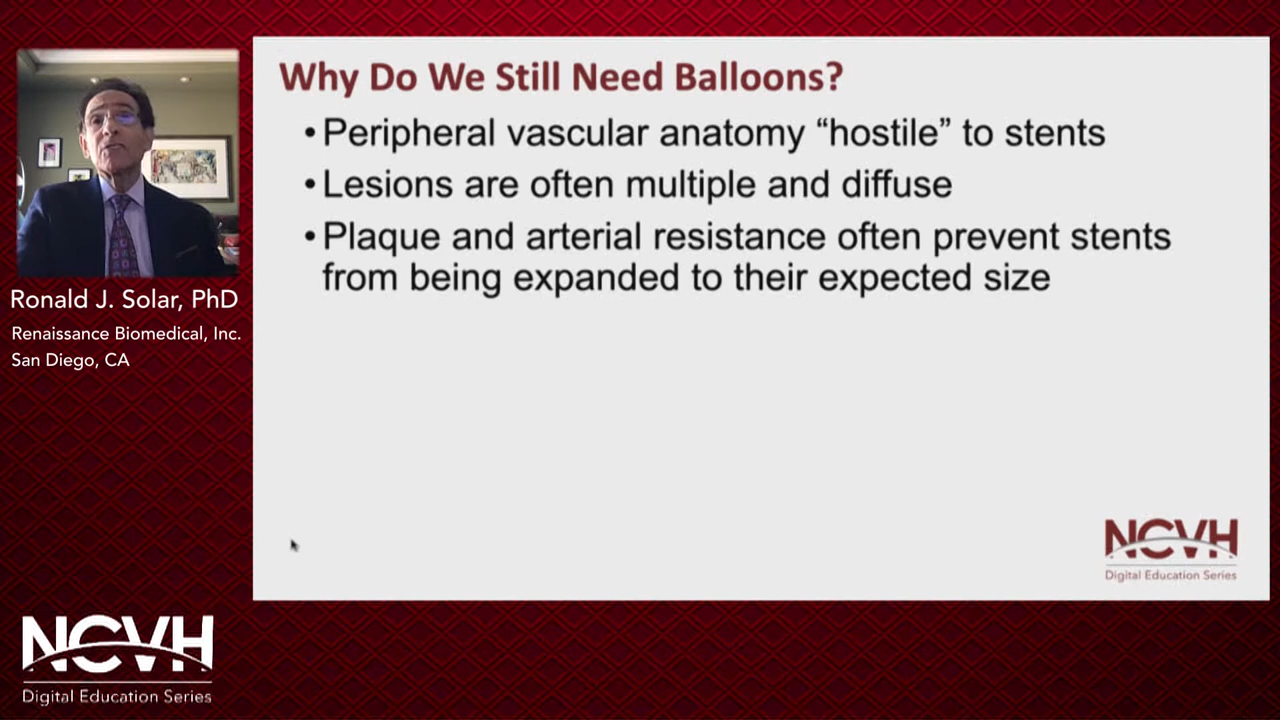 Why Do We Still Need Balloons?
• Peripheral vascular anatomy “hostile” to stents
• Lesions are often multiple and diffuse
• Plaque and arterial resistance often prevent stents
from being expanded to their expected size
NCVH
Digital Education Series
Ronald J. Solar, PhD
Renaissance Biomedical, Inc.
San Diego, CA
NCVH
Digital Education Series